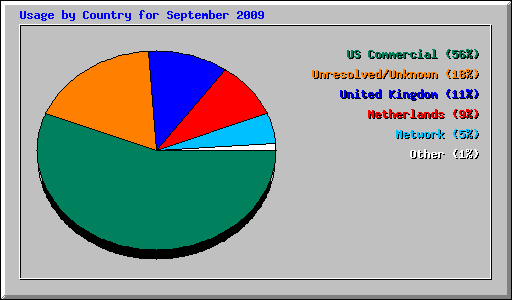 Usage by Country for September 2009
US Commercial (56%)
Unresolved/Unknown (18%)
United Kingdom (11%)
Netherlands (9%)
Network (5%)
Other (1%)